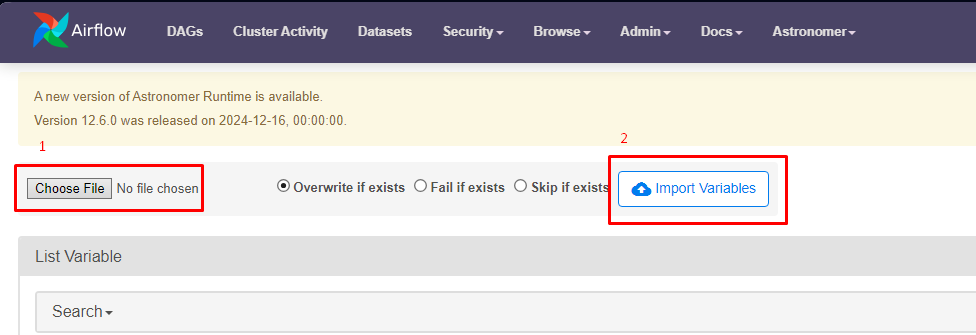 Airflow DAGs Cluster Activity Datasets Security Browse Admin Docs Astronomer
A new version of Astronomer Runtime is available.
Version 12.6.0 was released on 2024-12-16, 00:00:00.
1
2
Choose File No file chosen Overwrite if exists Fail if exists Skip if exists Import Variables
List Variable
Search